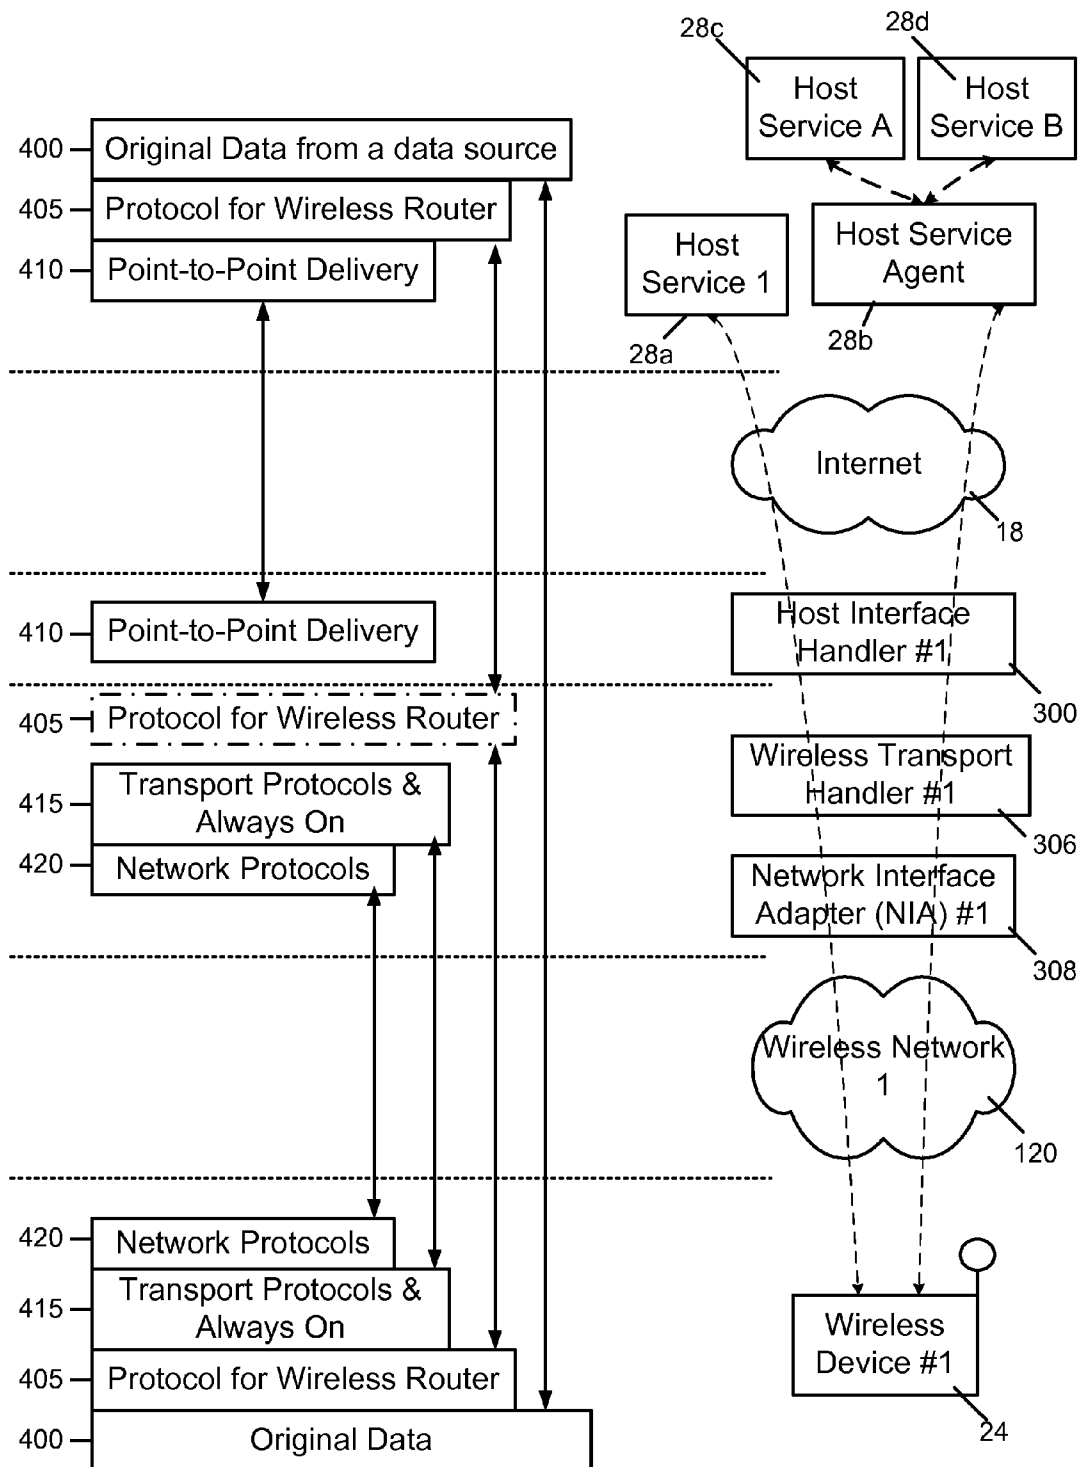 28c
28d
Host
Service A
Host
Service B
400
Original Data from a data source
405
Protocol for Wireless Router
410
Point-to-Point Delivery
Host
Service 1
Host Service
Agent
28a
28b
Internet
18
410
Point-to-Point Delivery
Host Interface
Handler #1
300
405
Protocol for Wireless Router
415
Transport Protocols &
Always On
Wireless Transport
Handler #1
306
420
Network Protocols
Network Interface
Adapter (NIA) #1
308
Wireless Network
1
120
420
Network Protocols
415
Transport Protocols &
Always On
405
Protocol for Wireless Router
400
Original Data
Wireless
Device #1
24